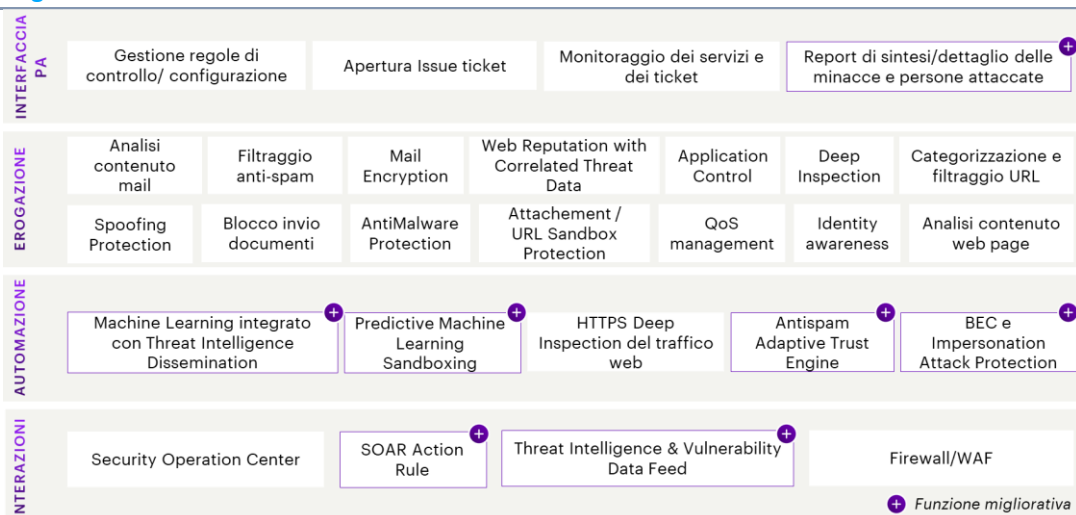 INTERFACCIA
PA
Gestione regole di
controllo/ configurazione
Apertura Issue ticket
Monitoraggio dei servizi e
dei ticket
Report di sintesi/dettaglio delle
minacce e persone attaccate
EROGAZIONE
Analisi
contenuto
mail
Filtraggio
anti-spam
Mail
Encryption
Web Reputation with
Correlated Threat
Data
Application
Control
Deep
Inspection
Categorizzazione e
filtraggio URL
Spoofing
Protection
Blocco invio
documenti
AntiMalware
Protection
Attachement /
URL Sandbox
Protection
QoS
management
Identity
awareness
Analisi contenuto
web page
AUTOMAZIONE
Machine Learning integrato
con Threat Intelligence
Dissemination
Predictive Machine
Learning
Sandboxing
HTTPS Deep
Inspection del traffico
web
Antispam
Adaptive Trust
Engine
BEC e
Impersonation
Attack Protection
NTERAZIONI
Security Operation Center
SOAR Action
Rule
Threat Intelligence & Vulnerability
Data Feed
Firewall/WAF
+ Funzione migliorativa